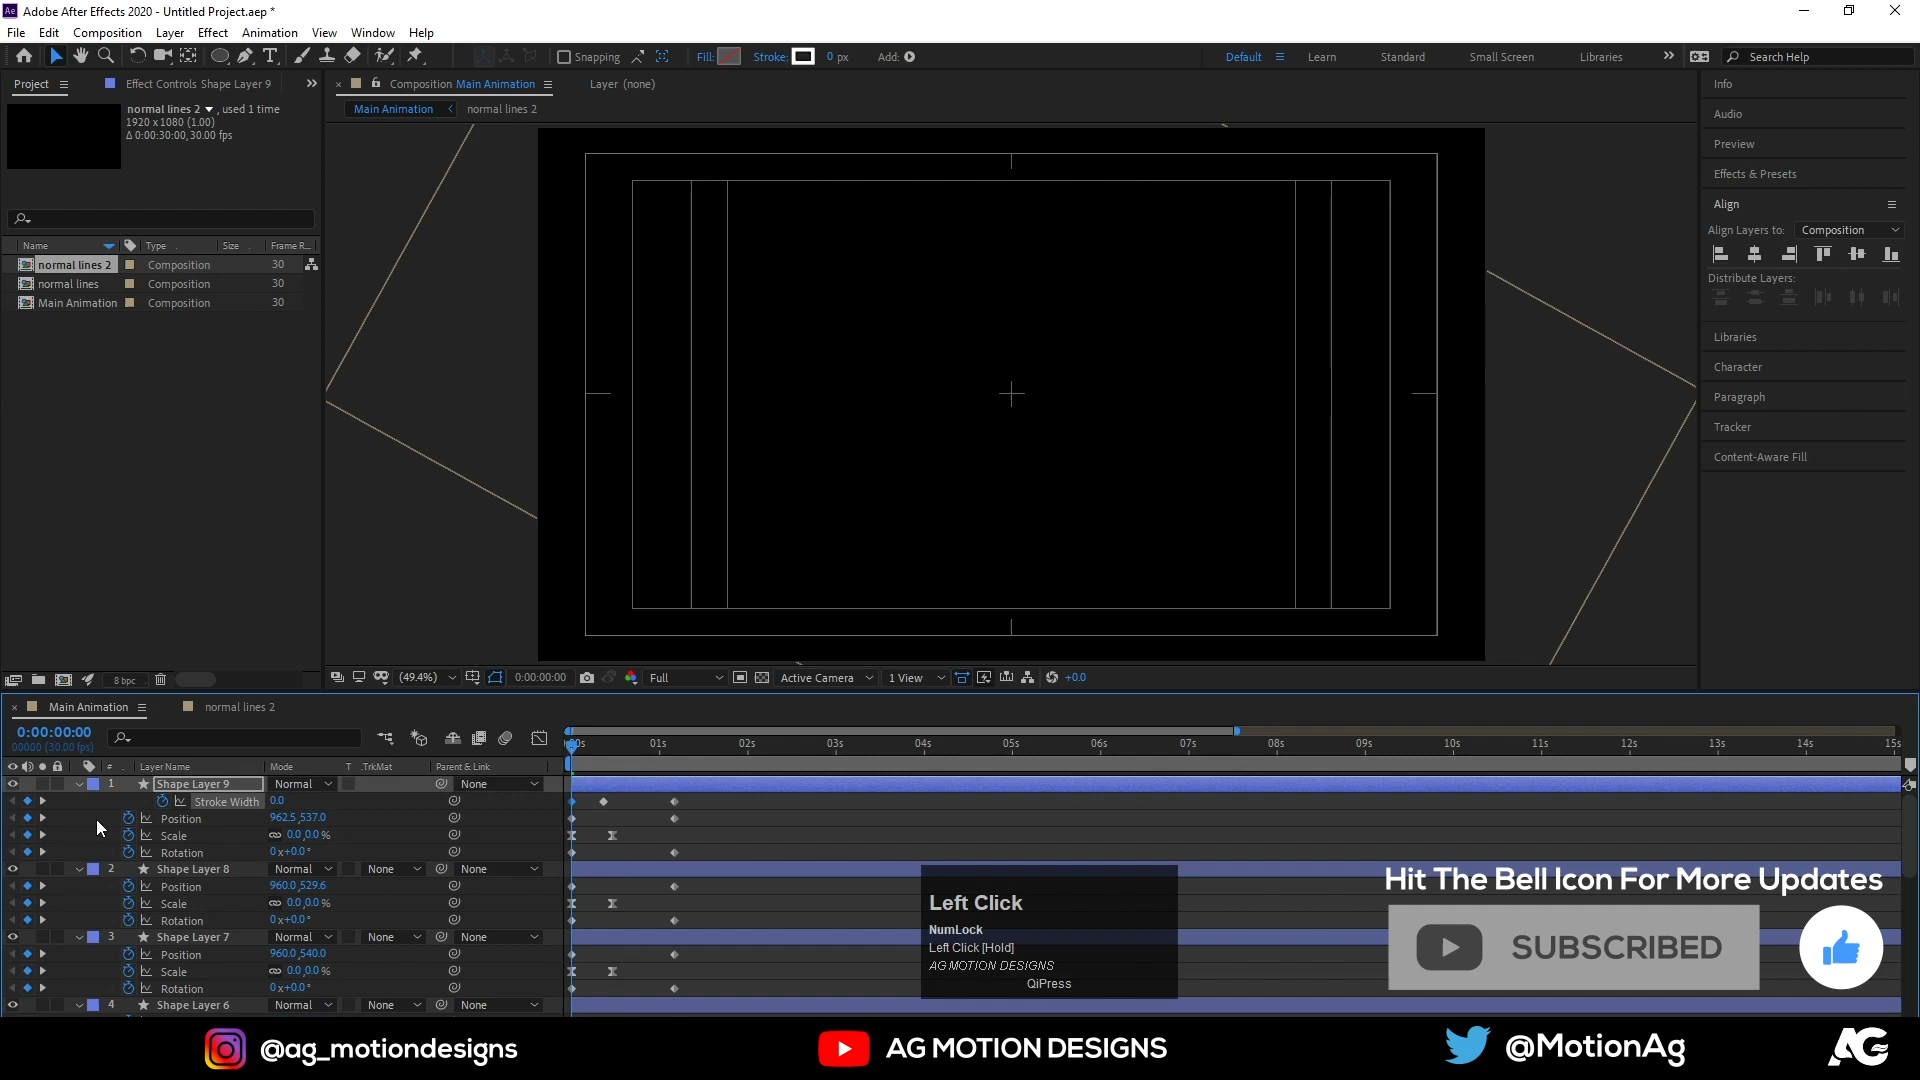 Adobe After Effects 2020 - Untitled Project.aep *
File Edit Composition Layer Effect Animation View Window Help
Snapping Fill: Stroke: 0 px Add: Default Learn Standard Small Screen Libraries Search Help
Project Effect Controls Shape Layer 9 Composition Main Animation Layer (none)
Main Animation normal lines 2
normal lines 2 , used 1 time
1920 x 1080 (1.00)
Δ 0:00:30:00, 30.00 fps
Name Type Size Frame R...
normal lines 2 Composition 30
normal lines Composition 30
Main Animation Composition 30
Info
Audio
Preview
Effects & Presets
Align
Align Layers to: Composition
Distribute Layers:
Libraries
Character
Paragraph
Tracker
Content-Aware Fill
8 bpc (49.4%) 0:00:00:00 Full Active Camera 1 View +0.0
Main Animation normal lines 2
0:00:00:00
00000 (30.00 fps)
00s 01s 02s 03s 04s 05s 06s 07s 08s 09s 10s 11s 12s 13s 14s 15s
# Layer Name Mode T .TrkMat Parent & Link
1 Shape Layer 9 Normal None
Stroke Width 0.0
Position 962.5,537.0
Scale 0.0,0.0 %
Rotation 0x+0.0°
2 Shape Layer 8 Normal None None
Position 960.0,529.6
Scale 0.0,0.0 %
Rotation 0x+0.0°
3 Shape Layer 7 Normal None None
Position 960.0,540.0
Scale 0.0,0.0 %
Rotation 0x+0.0°
4 Shape Layer 6 Normal None None
Left Click
NumLock
Left Click [Hold]
AG MOTION DESIGNS
QiPress
Hit The Bell Icon For More Updates
SUBSCRIBED
@ag_motiondesigns AG MOTION DESIGNS @MotionAg AG